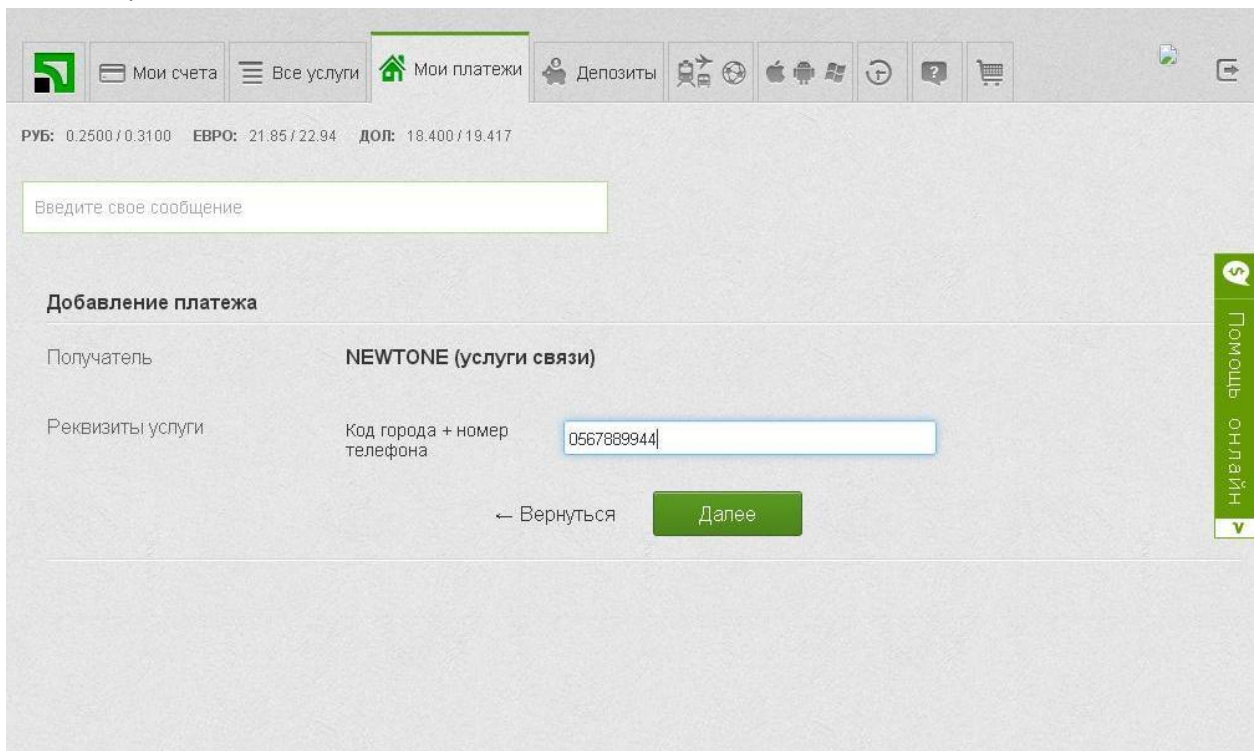 Мои счета
Все услуги
Мои платежи
Депозиты
РУБ: 0.2500 / 0.3100 ЕВРО: 21.85 / 22.94 ДОЛ: 18.400 / 19.417
Введите свое сообщение
Добавление платежа
Получатель NEWTONE (услуги связи)
Реквизиты услуги
Код города + номер
телефона
0567889944
← Вернуться
Далее
Помощь онлайн